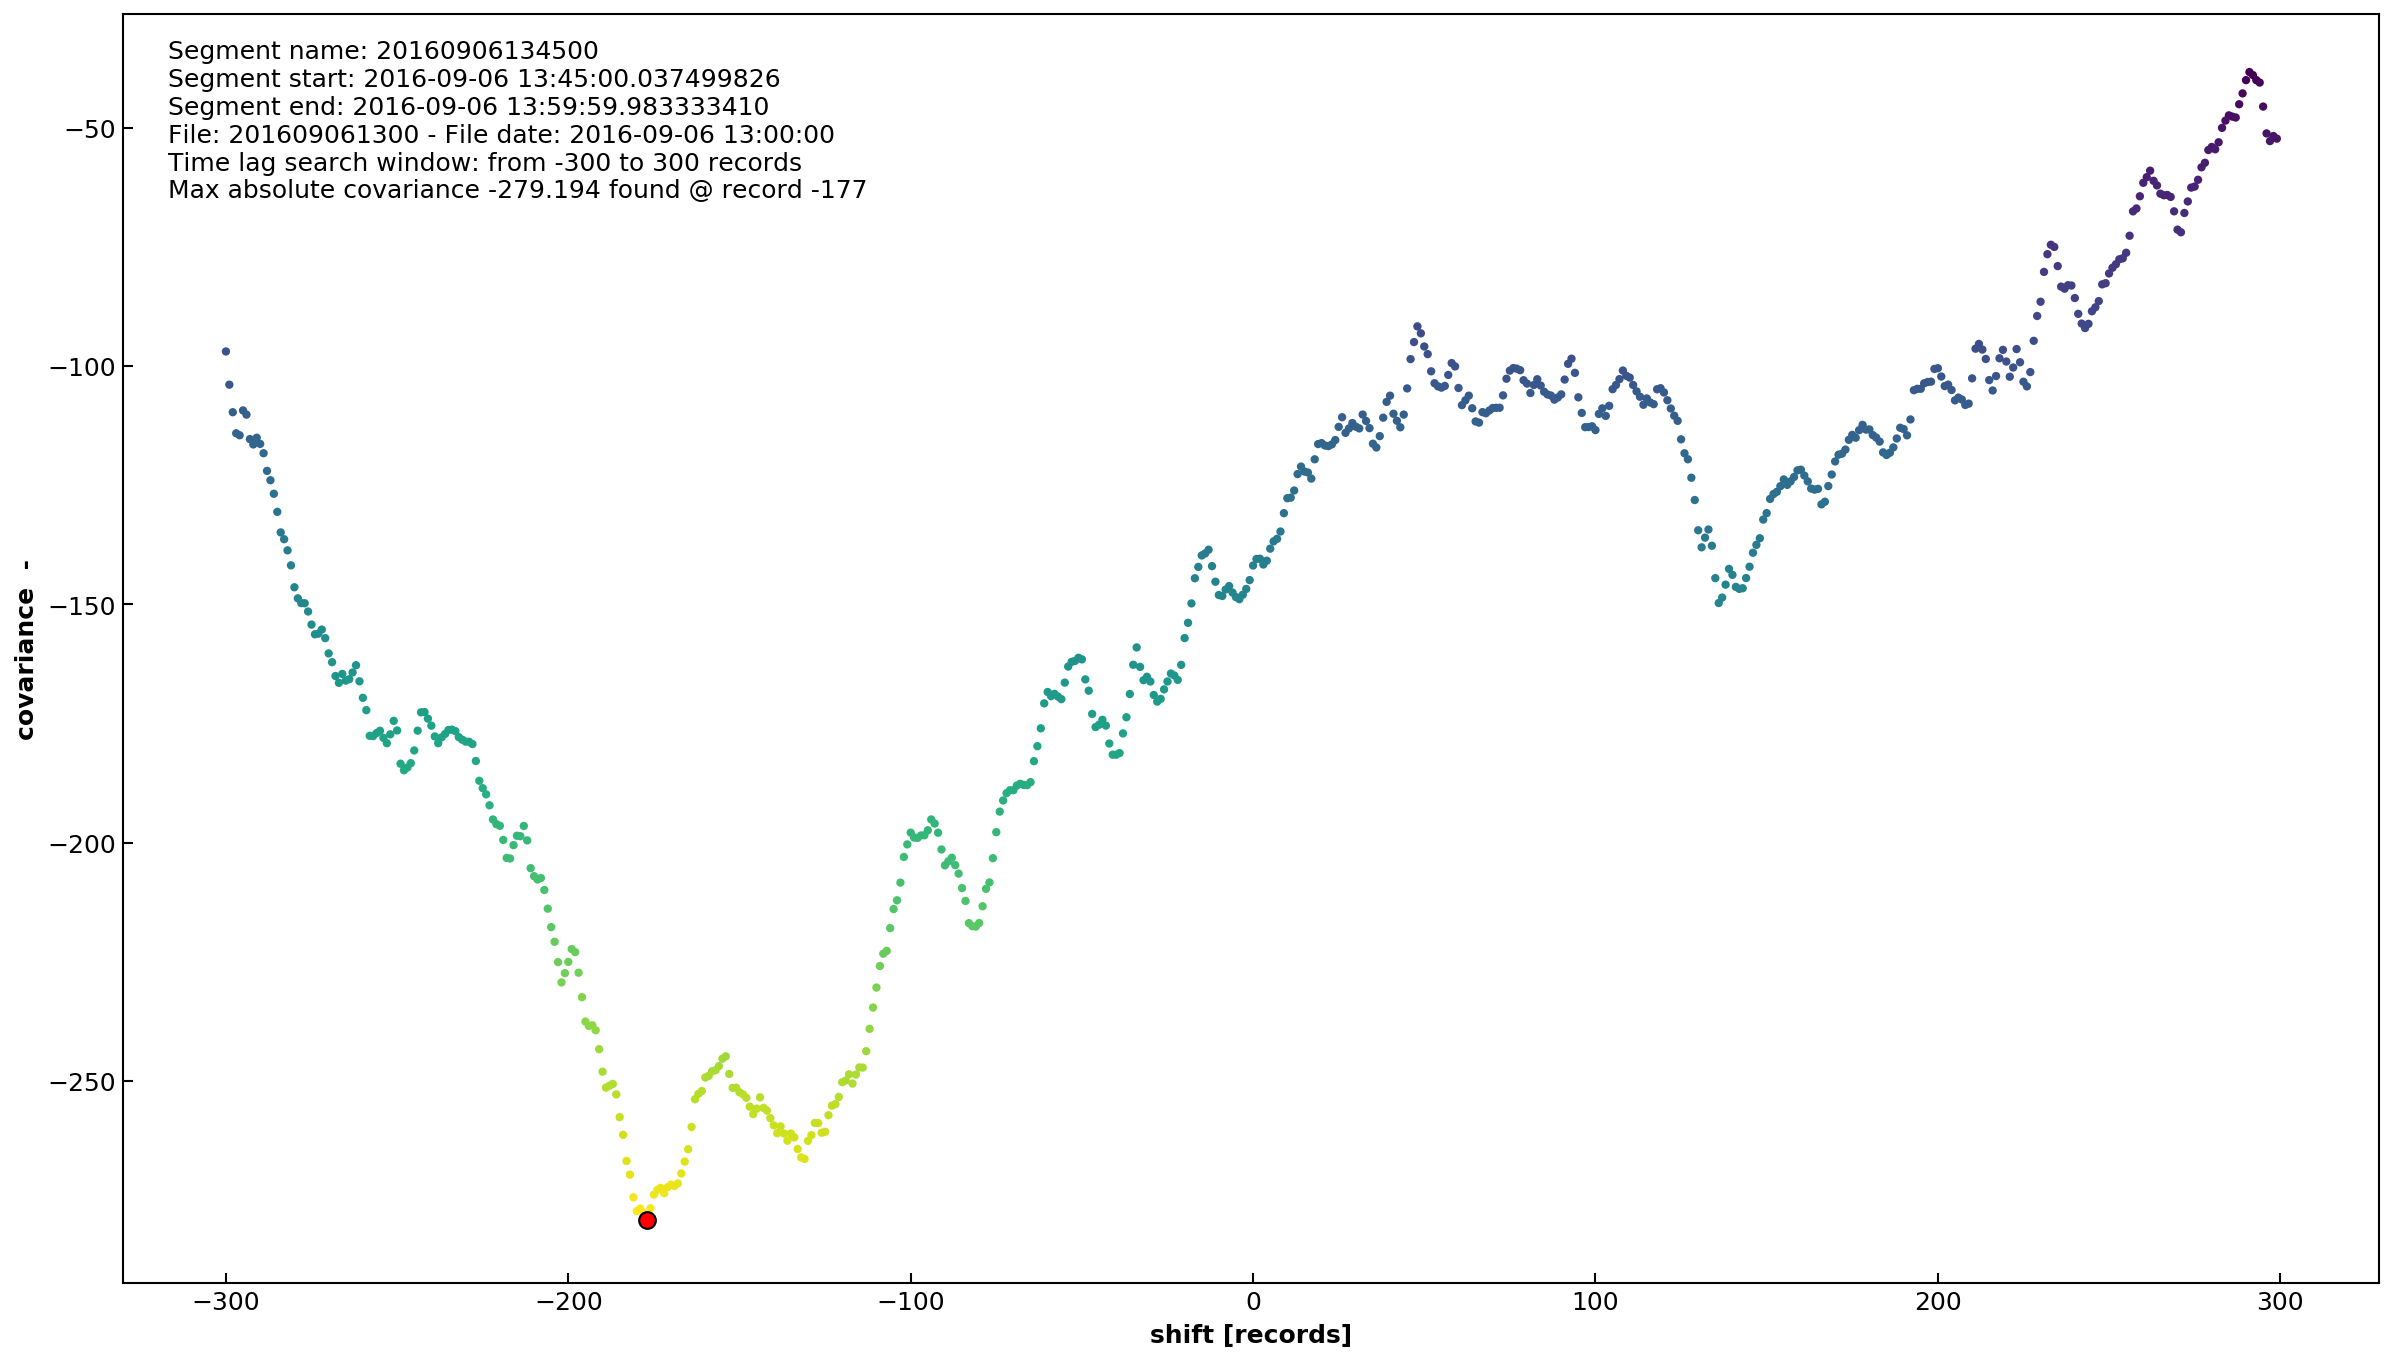 Segment name: 20160906134500
Segment start: 2016-09-06 13:45:00.037499826
Segment end: 2016-09-06 13:59:59.983333410
File: 201609061300 - File date: 2016-09-06 13:00:00
Time lag search window: from -300 to 300 records
Max absolute covariance -279.194 found @ record -177
−50
−100
−150
−200
−250
covariance -
−300 −200 −100 0 100 200 300
shift [records]